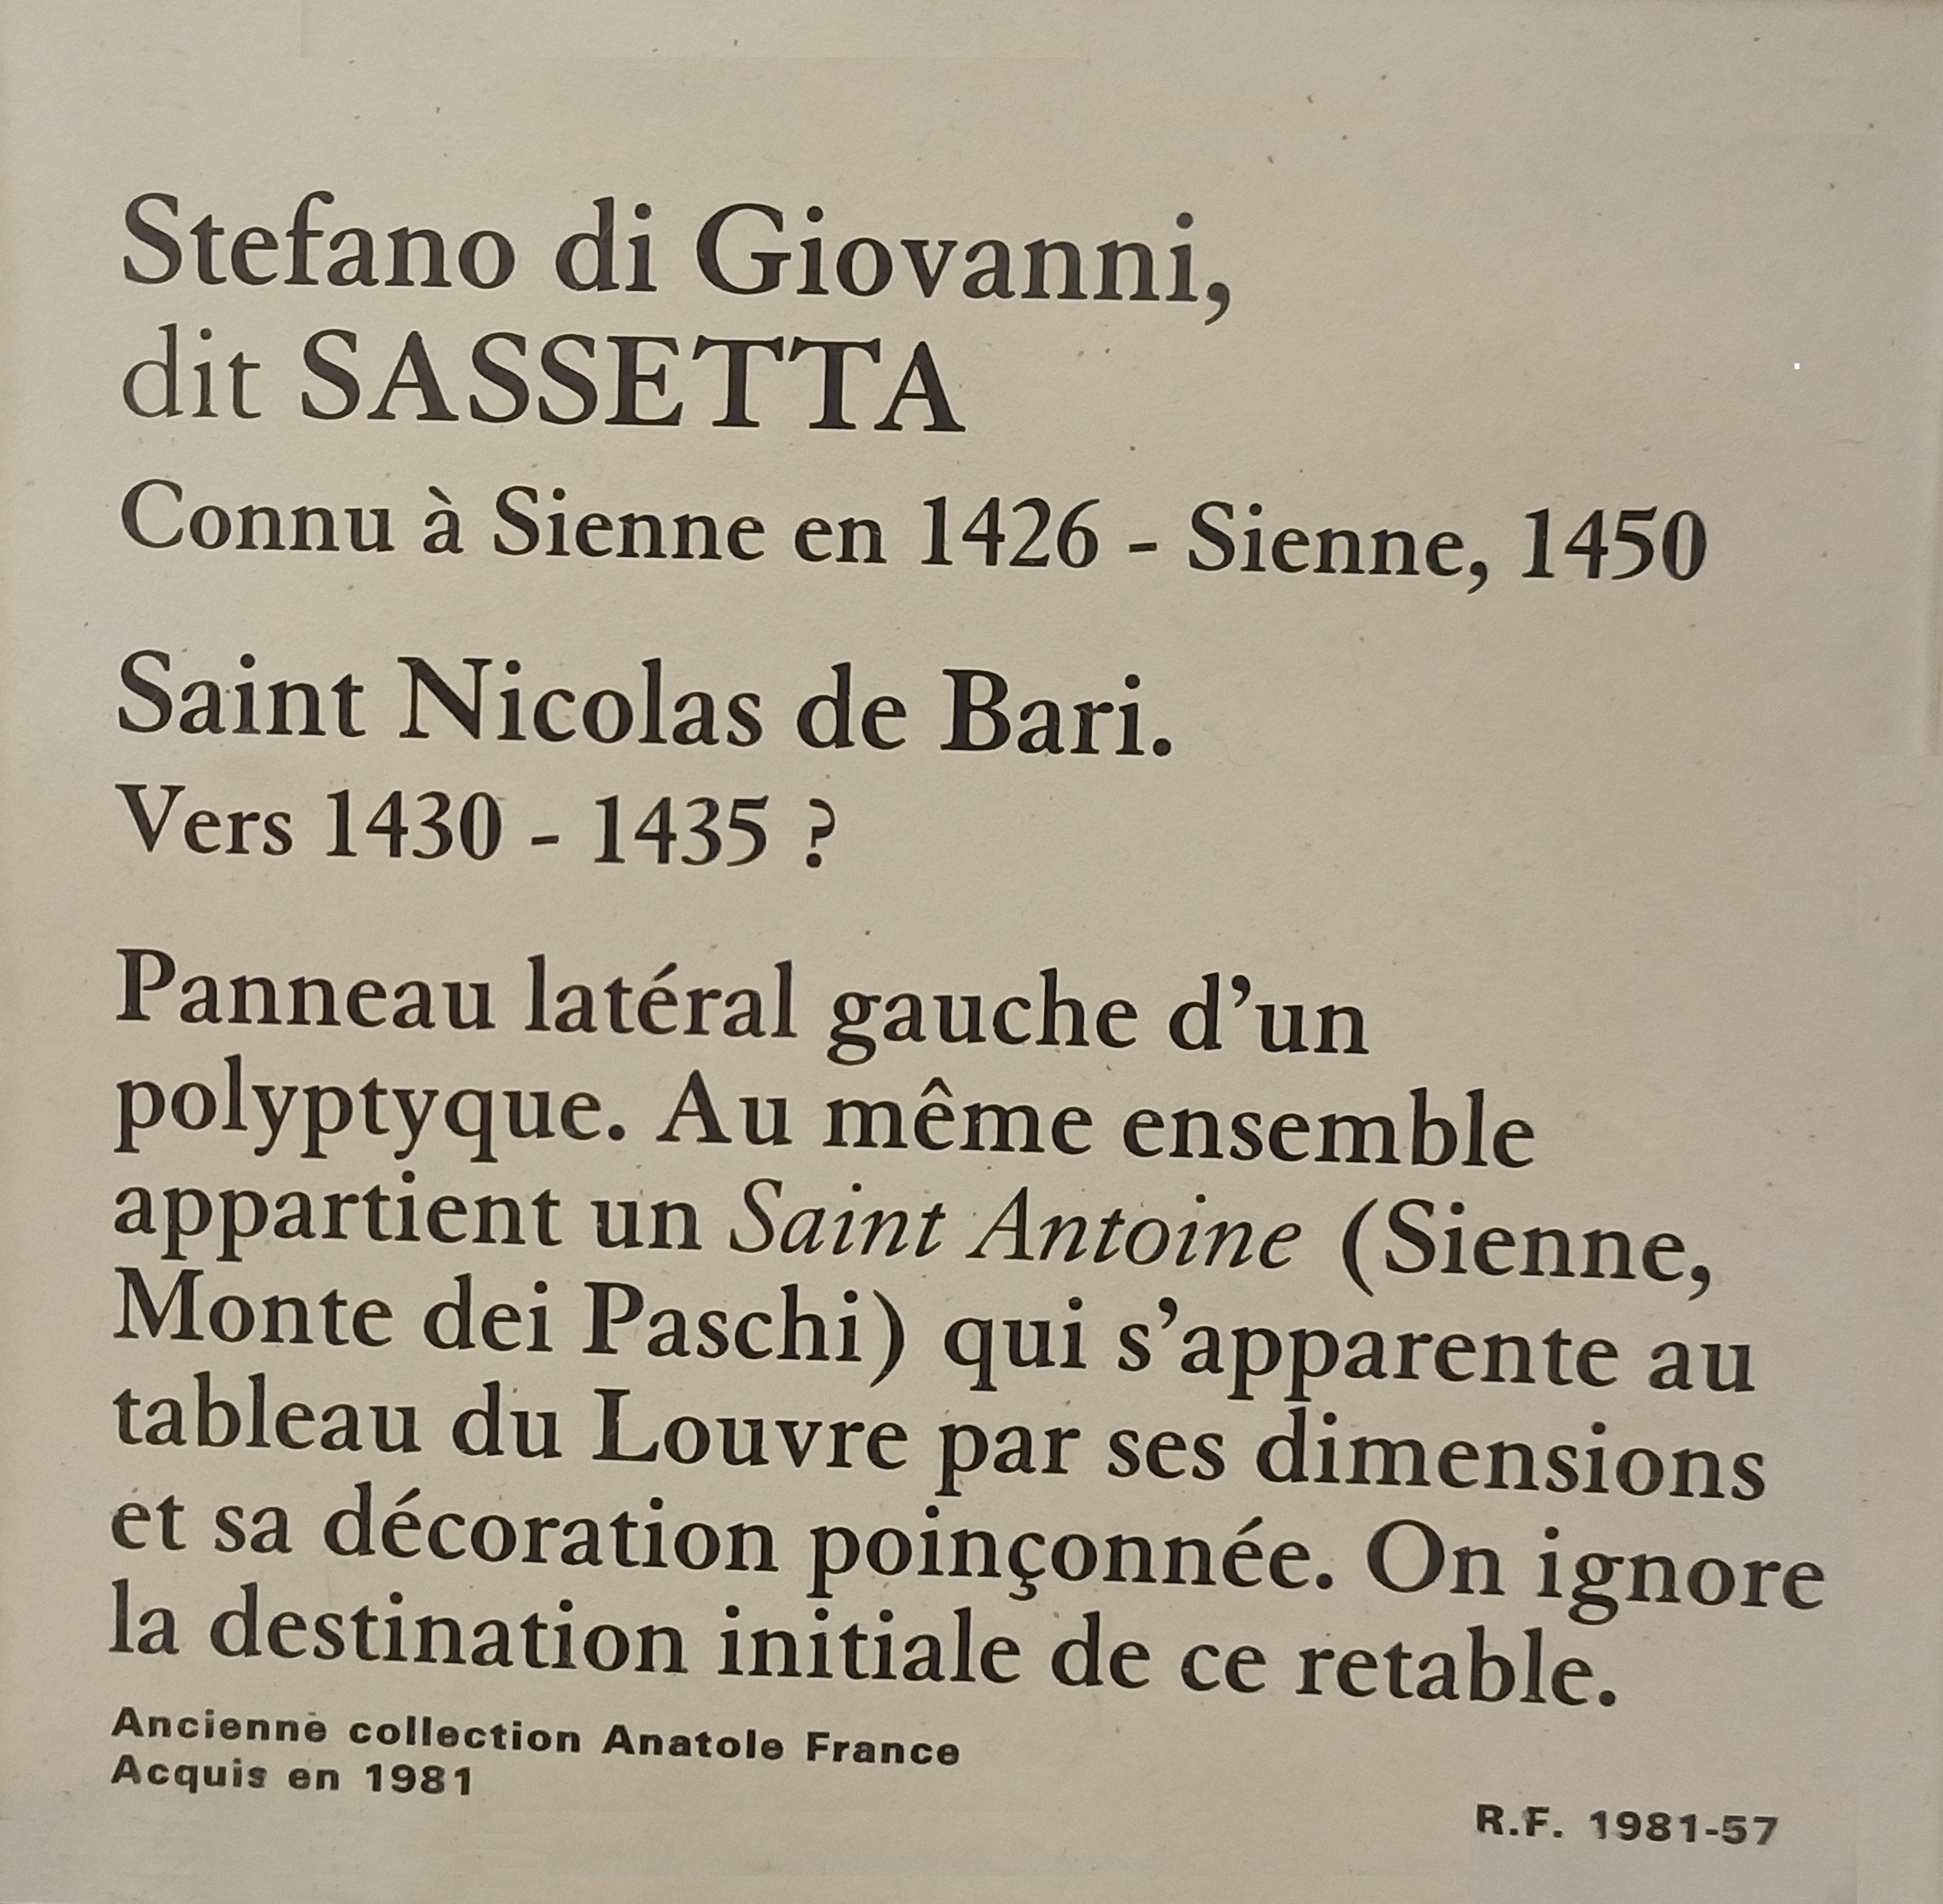 Stefano di Giovanni,
dit SASSETTA
Connu à Sienne en 1426 - Sienne, 1450
Saint Nicolas de Bari.
Vers 1430 - 1435 ?
Panneau latéral gauche d’un
polyptyque. Au même ensemble
appartient un Saint Antoine (Sienne,
Monte dei Paschi) qui s’apparente au
tableau du Louvre par ses dimensions
et sa décoration poinçonnée. On ignore
la destination initiale de ce retable.
Ancienne collection Anatole France
Acquis en 1981
R.F. 1981-57